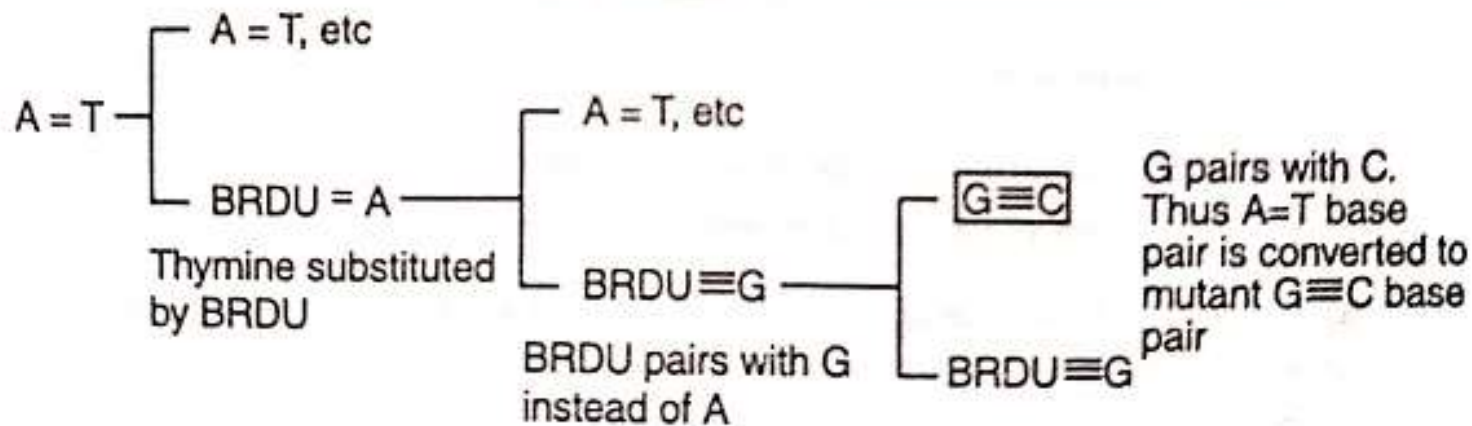 A = T, etc
A = T
A = T, etc
BRDU = A
G≡C
G pairs with C.
Thus A=T base
pair is converted to
mutant G≡C base
pair
Thymine substituted
by BRDU
BRDU≡G
BRDU pairs with G
instead of A
BRDU≡G